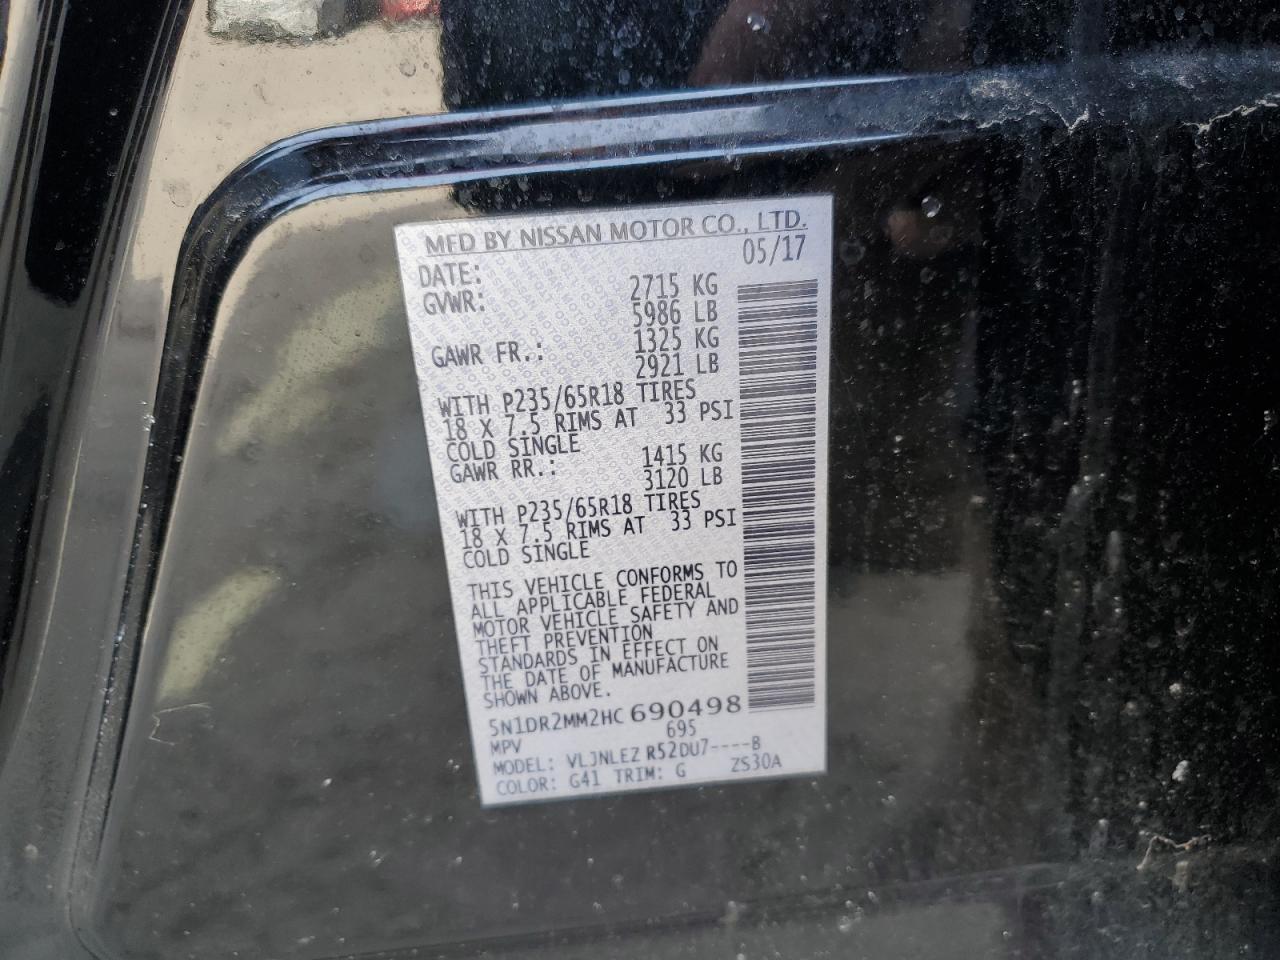 MFD BY NISSAN MOTOR CO., LTD.
DATE: 05/17
GVWR: 2715 KG
5986 LB
GAWR FR.: 1325 KG
2921 LB
WITH P235/65R18 TIRES
18 X 7.5 RIMS AT 33 PSI
COLD SINGLE
GAWR RR.: 1415 KG
3120 LB
WITH P235/65R18 TIRES
18 X 7.5 RIMS AT 33 PSI
COLD SINGLE
THIS VEHICLE CONFORMS TO
ALL APPLICABLE FEDERAL
MOTOR VEHICLE SAFETY AND
THEFT PREVENTION
STANDARDS IN EFFECT ON
THE DATE OF MANUFACTURE
SHOWN ABOVE.
5N1DR2MM2HC690498
MPV 695
MODEL: VLJNLEZ R52DU7----B
COLOR: G41 TRIM: G ZS30A